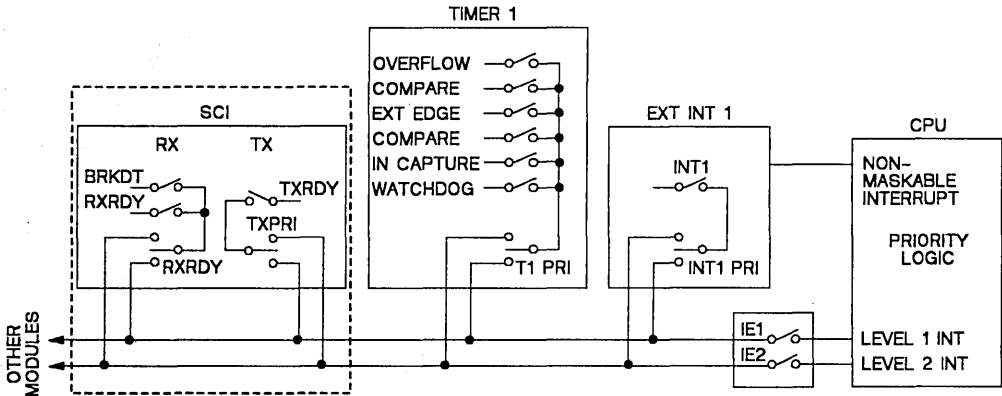 TIMER 1
OVERFLOW
COMPARE
EXT EDGE
COMPARE
IN CAPTURE
WATCHDOG
T1 PRI
SCI
RX TX
BRKDT
RXRDY
TXRDY
TXPRI
RXRDY
EXT INT 1
INT1
INT1 PRI
CPU
NON-
MASKABLE
INTERRUPT
PRIORITY
LOGIC
IE1
LEVEL 1 INT
IE2
LEVEL 2 INT
OTHER
MODULES